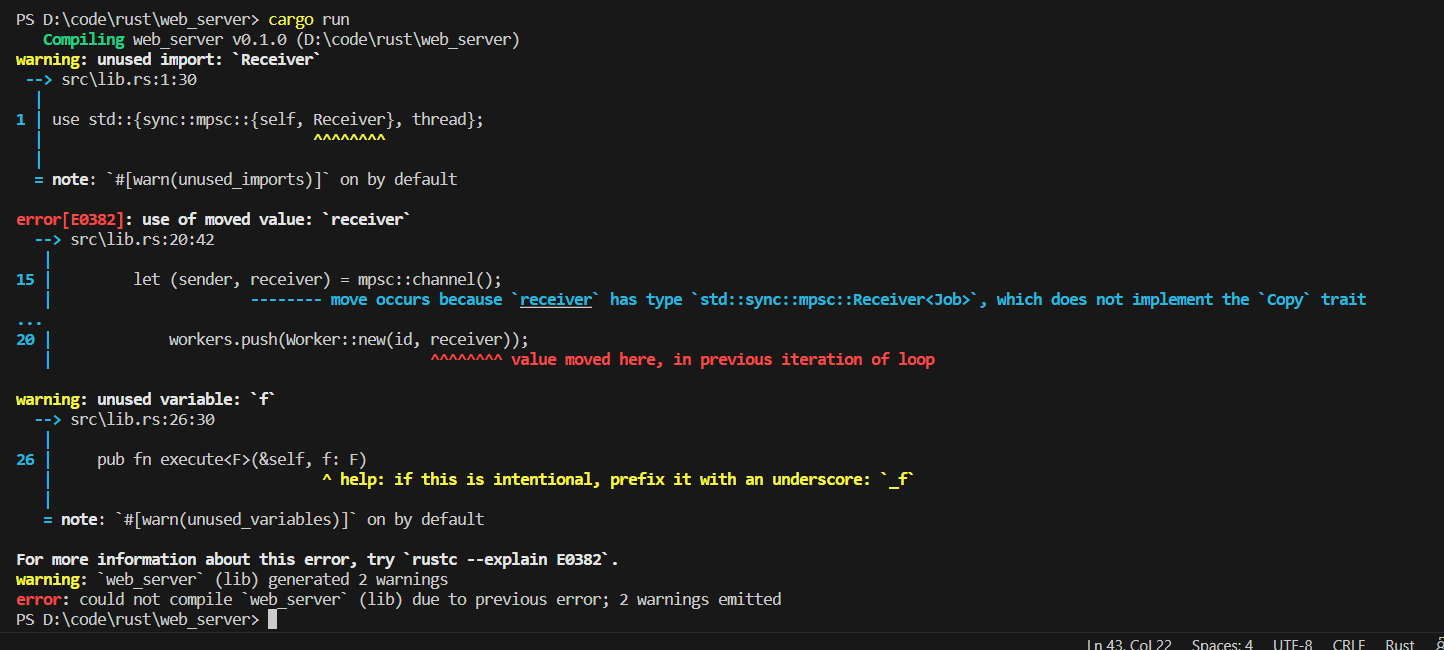 PS D:\code\rust\web_server> cargo run
   Compiling web_server v0.1.0 (D:\code\rust\web_server)
warning: unused import: `Receiver`
 --> src\lib.rs:1:30
  |
1 | use std::{sync::mpsc::{self, Receiver}, thread};
  |                              ^^^^^^^^
  |
  = note: `#[warn(unused_imports)]` on by default

error[E0382]: use of moved value: `receiver`
  --> src\lib.rs:20:42
   |
15 |         let (sender, receiver) = mpsc::channel();
   |                      -------- move occurs because `receiver` has type `std::sync::mpsc::Receiver<Job>`, which does not implement the `Copy` trait
...
20 |             workers.push(Worker::new(id, receiver));
   |                                          ^^^^^^^^ value moved here, in previous iteration of loop

warning: unused variable: `f`
  --> src\lib.rs:26:30
   |
26 |     pub fn execute<F>(&self, f: F)
   |                              ^ help: if this is intentional, prefix it with an underscore: `_f`
   |
   = note: `#[warn(unused_variables)]` on by default

For more information about this error, try `rustc --explain E0382`.
warning: `web_server` (lib) generated 2 warnings
error: could not compile `web_server` (lib) due to previous error; 2 warnings emitted
PS D:\code\rust\web_server>
Ln 43, Col 22 Spaces: 4 UTF-8 CRLF Rust